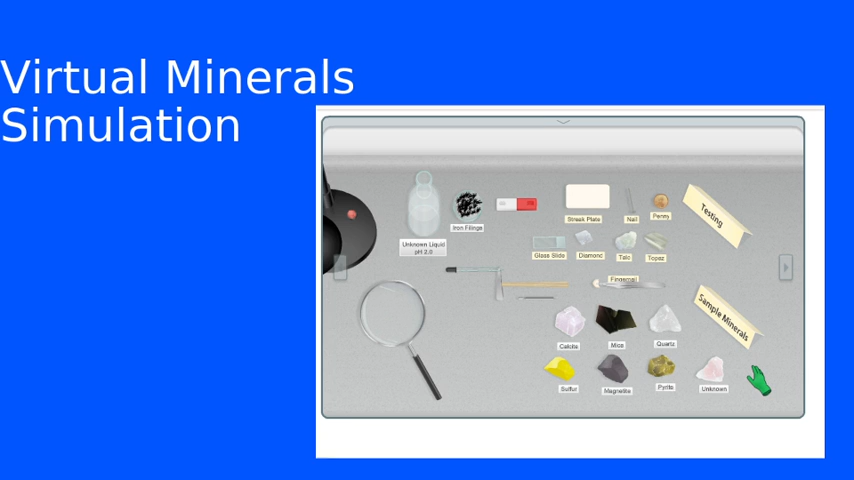 Virtual Minerals
Simulation
Streak Plate
Nail
Penny
Testing
Iron Filings
Unknown Liquid
pH 2.0
Glass Slide
Diamond
Talc
Topaz
Fingernail
Sample Minerals
Calcite
Mica
Quartz
Sulfur
Magnetite
Pyrite
Unknown